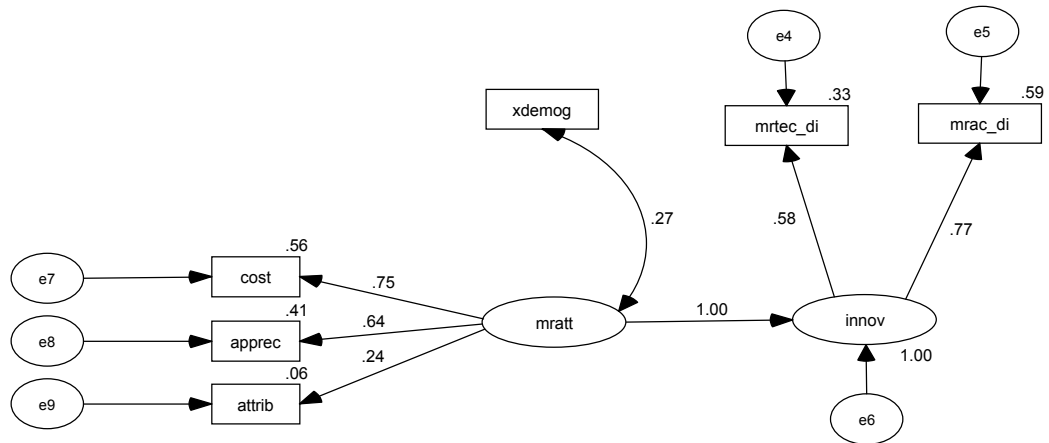 e4
e5
.33
.59
xdemog
mrtec_di
mrac_di
.27
.58
.77
.56
e7
cost
.75
.41
e8
apprec
.64
mratt
1.00
innov
.24
1.00
.06
e9
attrib
e6